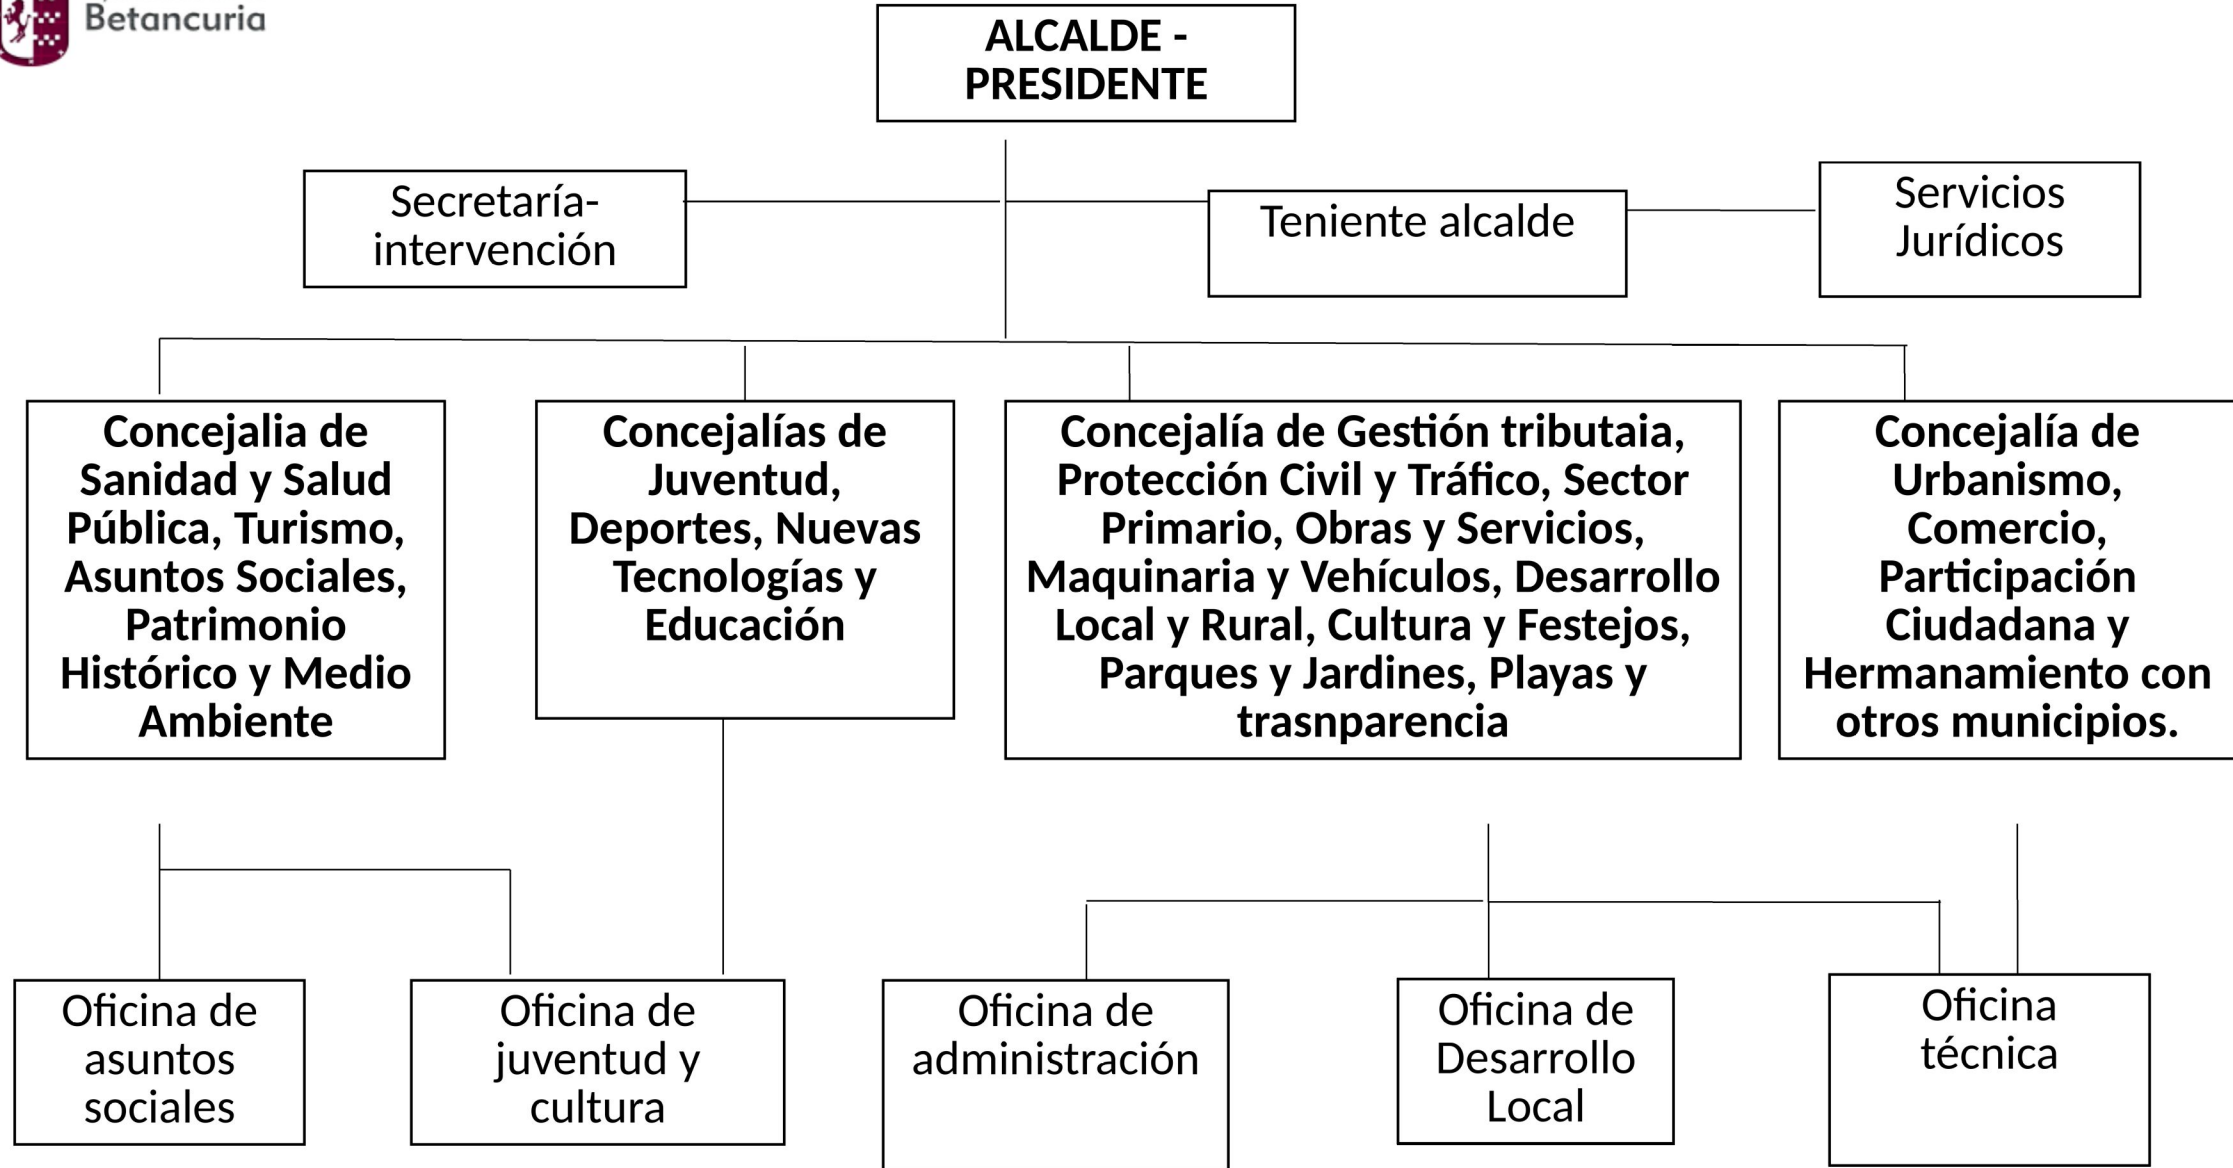 Betancuria
ALCALDE -
PRESIDENTE
Secretaría-
intervención
Teniente alcalde
Servicios
Jurídicos
Concejalia de
Sanidad y Salud
Pública, Turismo,
Asuntos Sociales,
Patrimonio
Histórico y Medio
Ambiente
Concejalías de
Juventud,
Deportes, Nuevas
Tecnologías y
Educación
Concejalía de Gestión tributaia,
Protección Civil y Tráfico, Sector
Primario, Obras y Servicios,
Maquinaria y Vehículos, Desarrollo
Local y Rural, Cultura y Festejos,
Parques y Jardines, Playas y
trasnparencia
Concejalía de
Urbanismo,
Comercio,
Participación
Ciudadana y
Hermanamiento con
otros municipios.
Oficina de
asuntos
sociales
Oficina de
juventud y
cultura
Oficina de
administración
Oficina de
Desarrollo
Local
Oficina
técnica